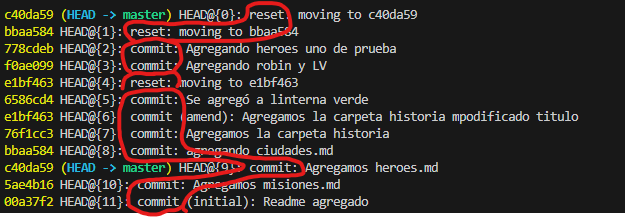 c40da59 (HEAD -> master) HEAD@{0}: reset: moving to c40da59
bbaa584 HEAD@{1}: reset: moving to bbaa584
778cdeb HEAD@{2}: commit: Agregando heroes uno de prueba
f0ae099 HEAD@{3}: commit: Agregando robin y LV
e1bf463 HEAD@{4}: reset: moving to e1bf463
6586cd4 HEAD@{5}: commit: Se agregó a linterna verde
e1bf463 HEAD@{6}: commit (amend): Agregamos la carpeta historia mpodificado titulo
76f1cc3 HEAD@{7}: commit: Agregamos la carpeta historia
bbaa584 HEAD@{8}: commit: agregando ciudades.md
c40da59 (HEAD -> master) HEAD@{9}: commit: Agregamos heroes.md
5ae4b16 HEAD@{10}: commit: Agregamos misiones.md
00a37f2 HEAD@{11}: commit (initial): Readme agregado